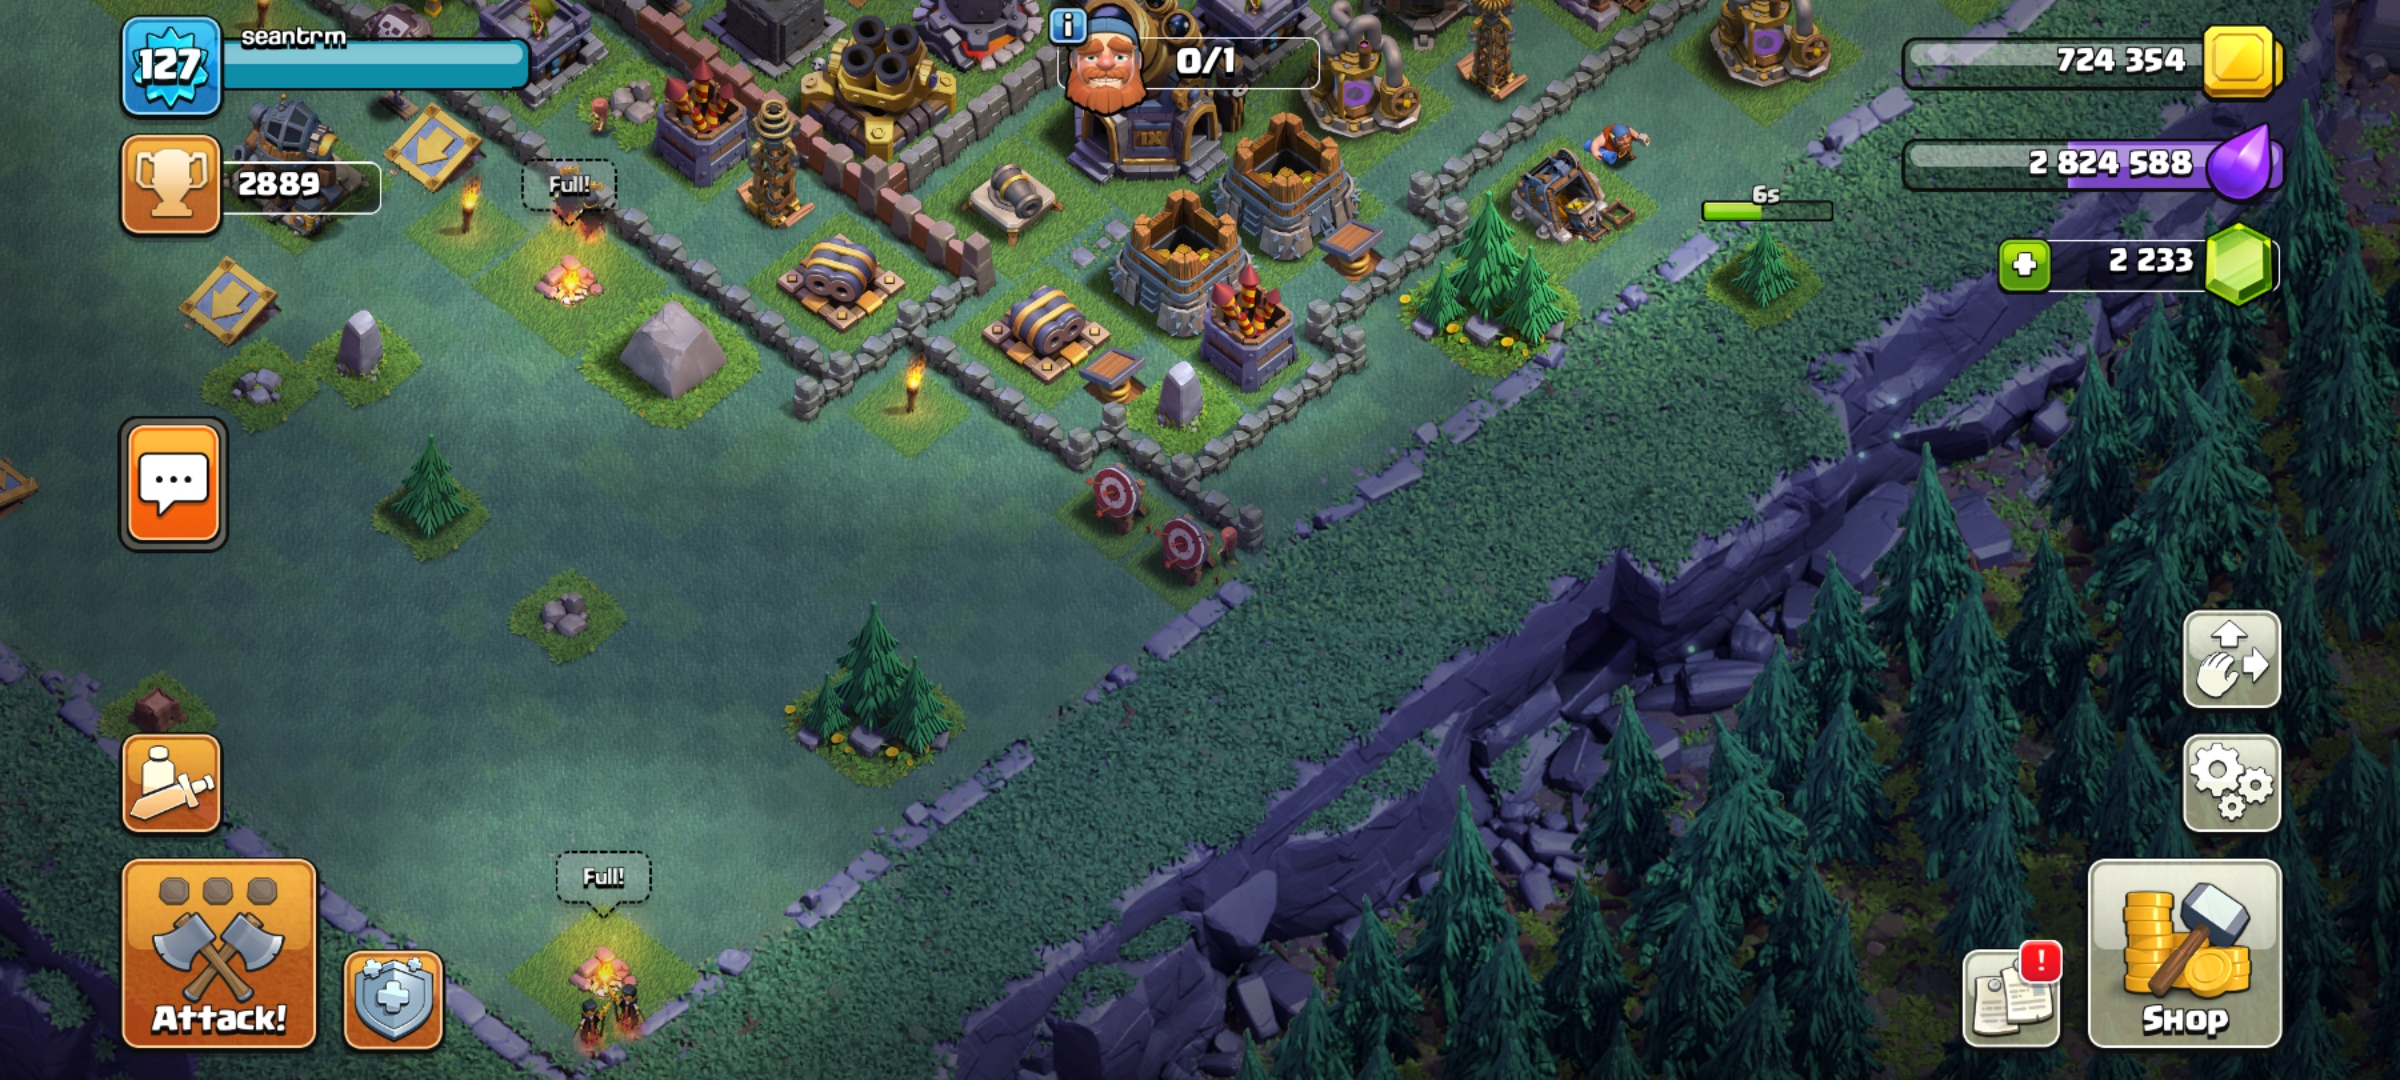 127
seantrm
0/1
724 354
2889
Full!
6s
2 824 588
2 233
Full!
Attack!
!
Shop